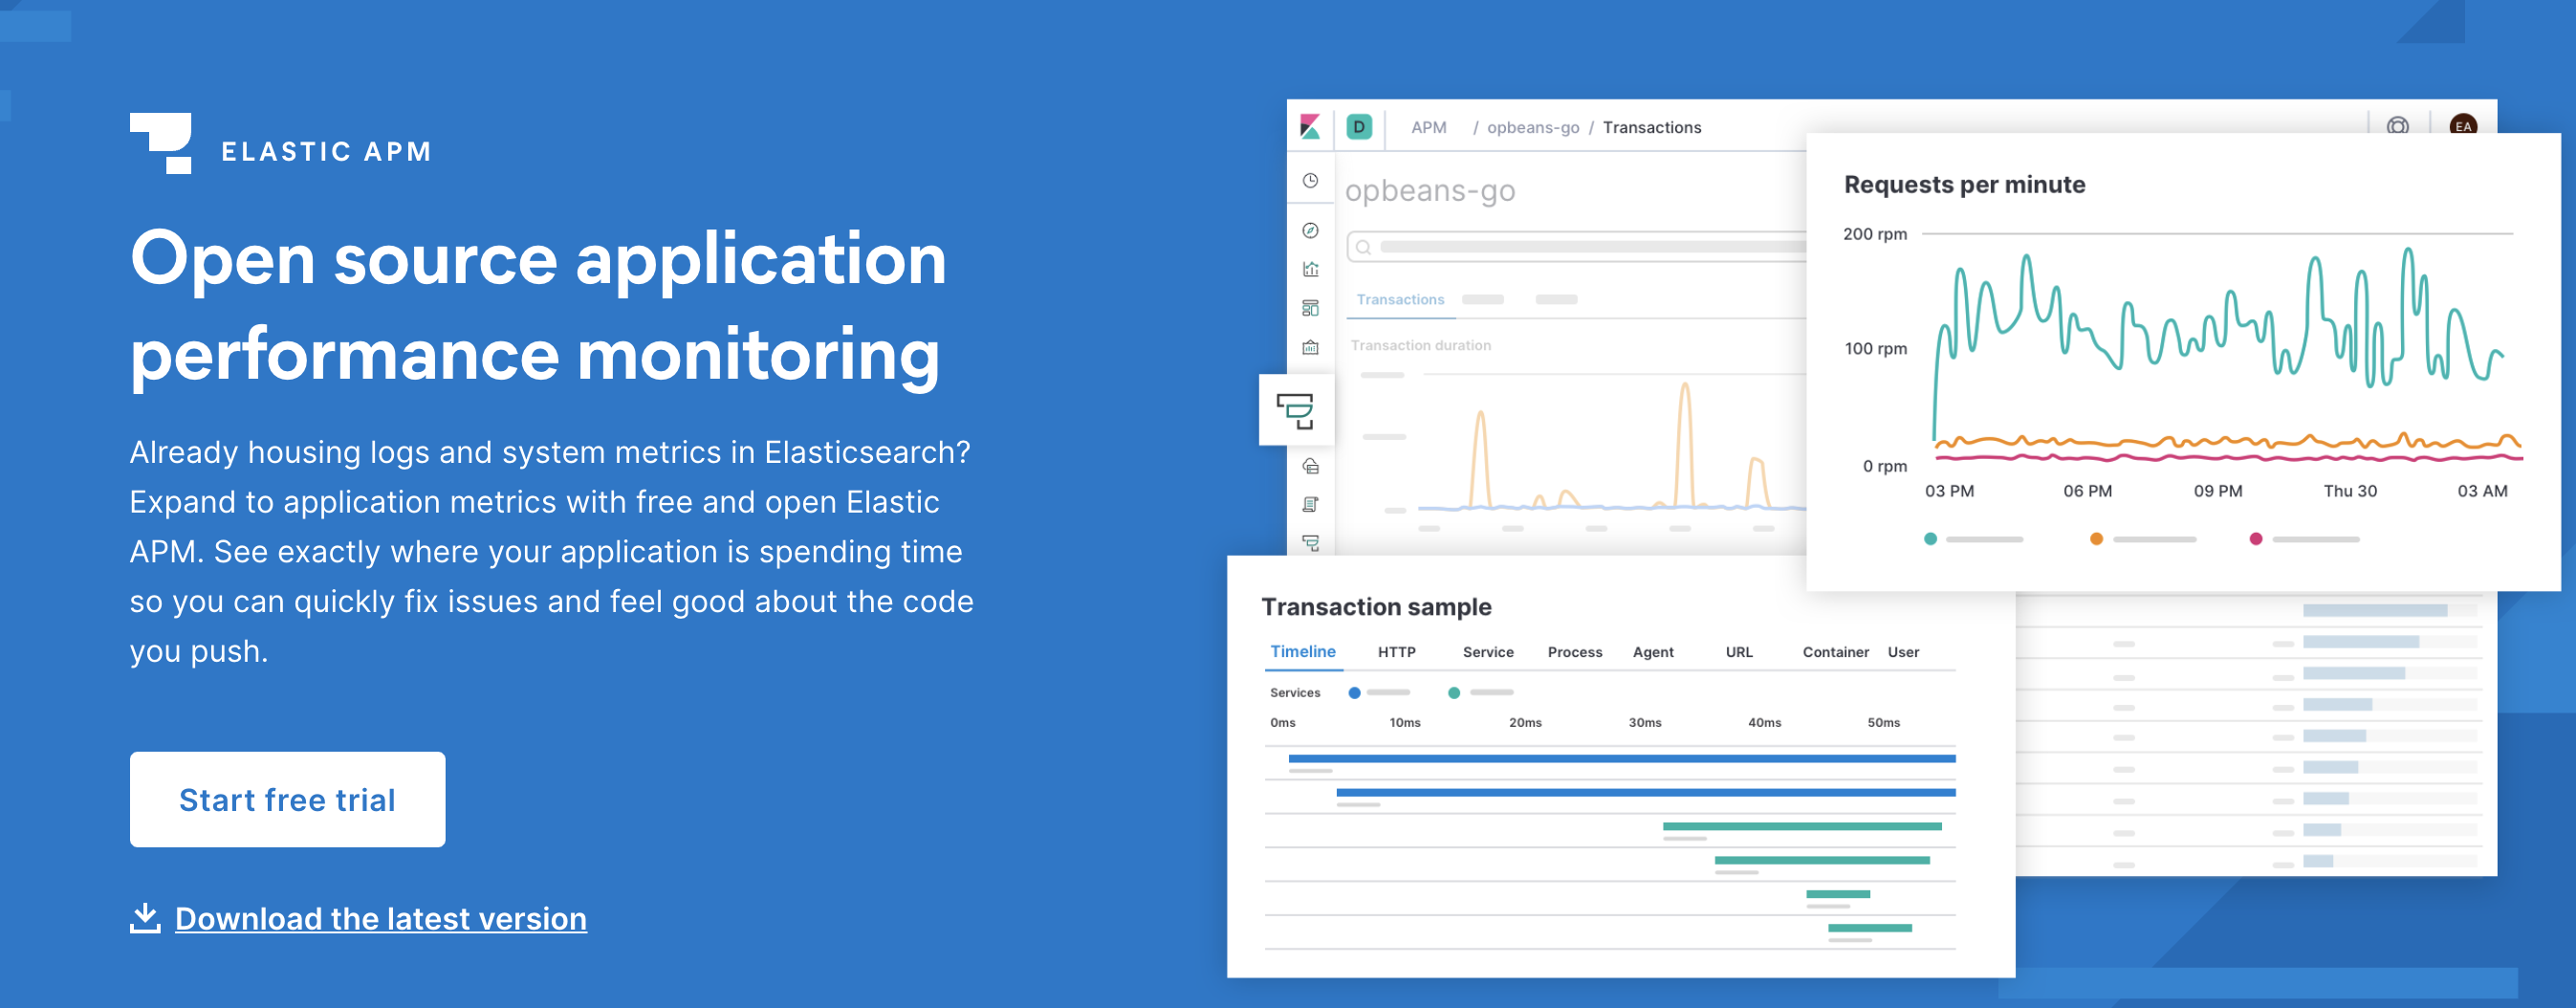 ELASTIC APM
Open source application
performance monitoring
Already housing logs and system metrics in Elasticsearch?
Expand to application metrics with free and open Elastic
APM. See exactly where your application is spending time
so you can quickly fix issues and feel good about the code
you push.
Start free trial
Download the latest version
D APM / opbeans-go / Transactions EA
opbeans-go
Transactions
Transaction duration
Requests per minute
200 rpm
100 rpm
0 rpm
03 PM 06 PM 09 PM Thu 30 03 AM
Transaction sample
Timeline HTTP Service Process Agent URL Container User
Services
0ms 10ms 20ms 30ms 40ms 50ms